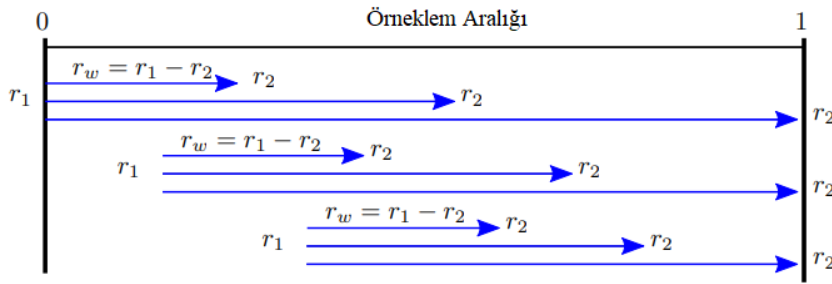 0 Örneklem Aralığı 1
r_w = r_1 − r_2 r_2
r_1 r_2
r_2
r_w = r_1 − r_2 r_2
r_1 r_2
r_2
r_w = r_1 − r_2 r_2
r_1 r_2
r_2